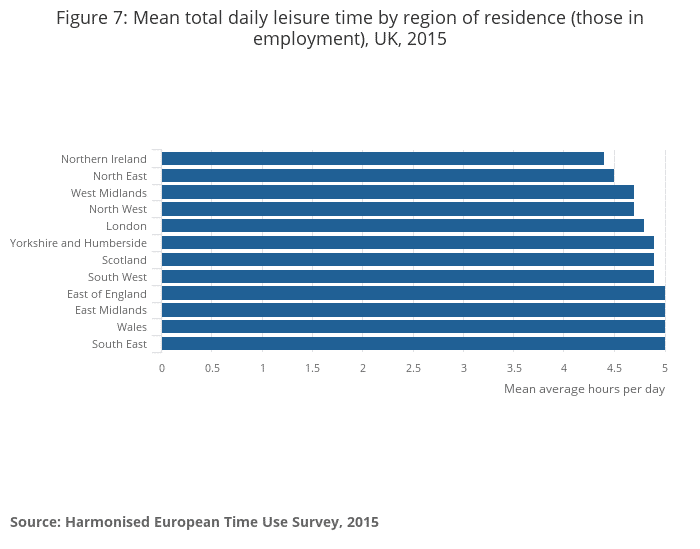 Figure 7: Mean total daily leisure time by region of residence (those in
employment), UK, 2015
Northern Ireland
North East
West Midlands
North West
London
Yorkshire and Humberside
Scotland
South West
East of England
East Midlands
Wales
South East
0 0.5 1 1.5 2 2.5 3 3.5 4 4.5 5
Mean average hours per day
Source: Harmonised European Time Use Survey, 2015